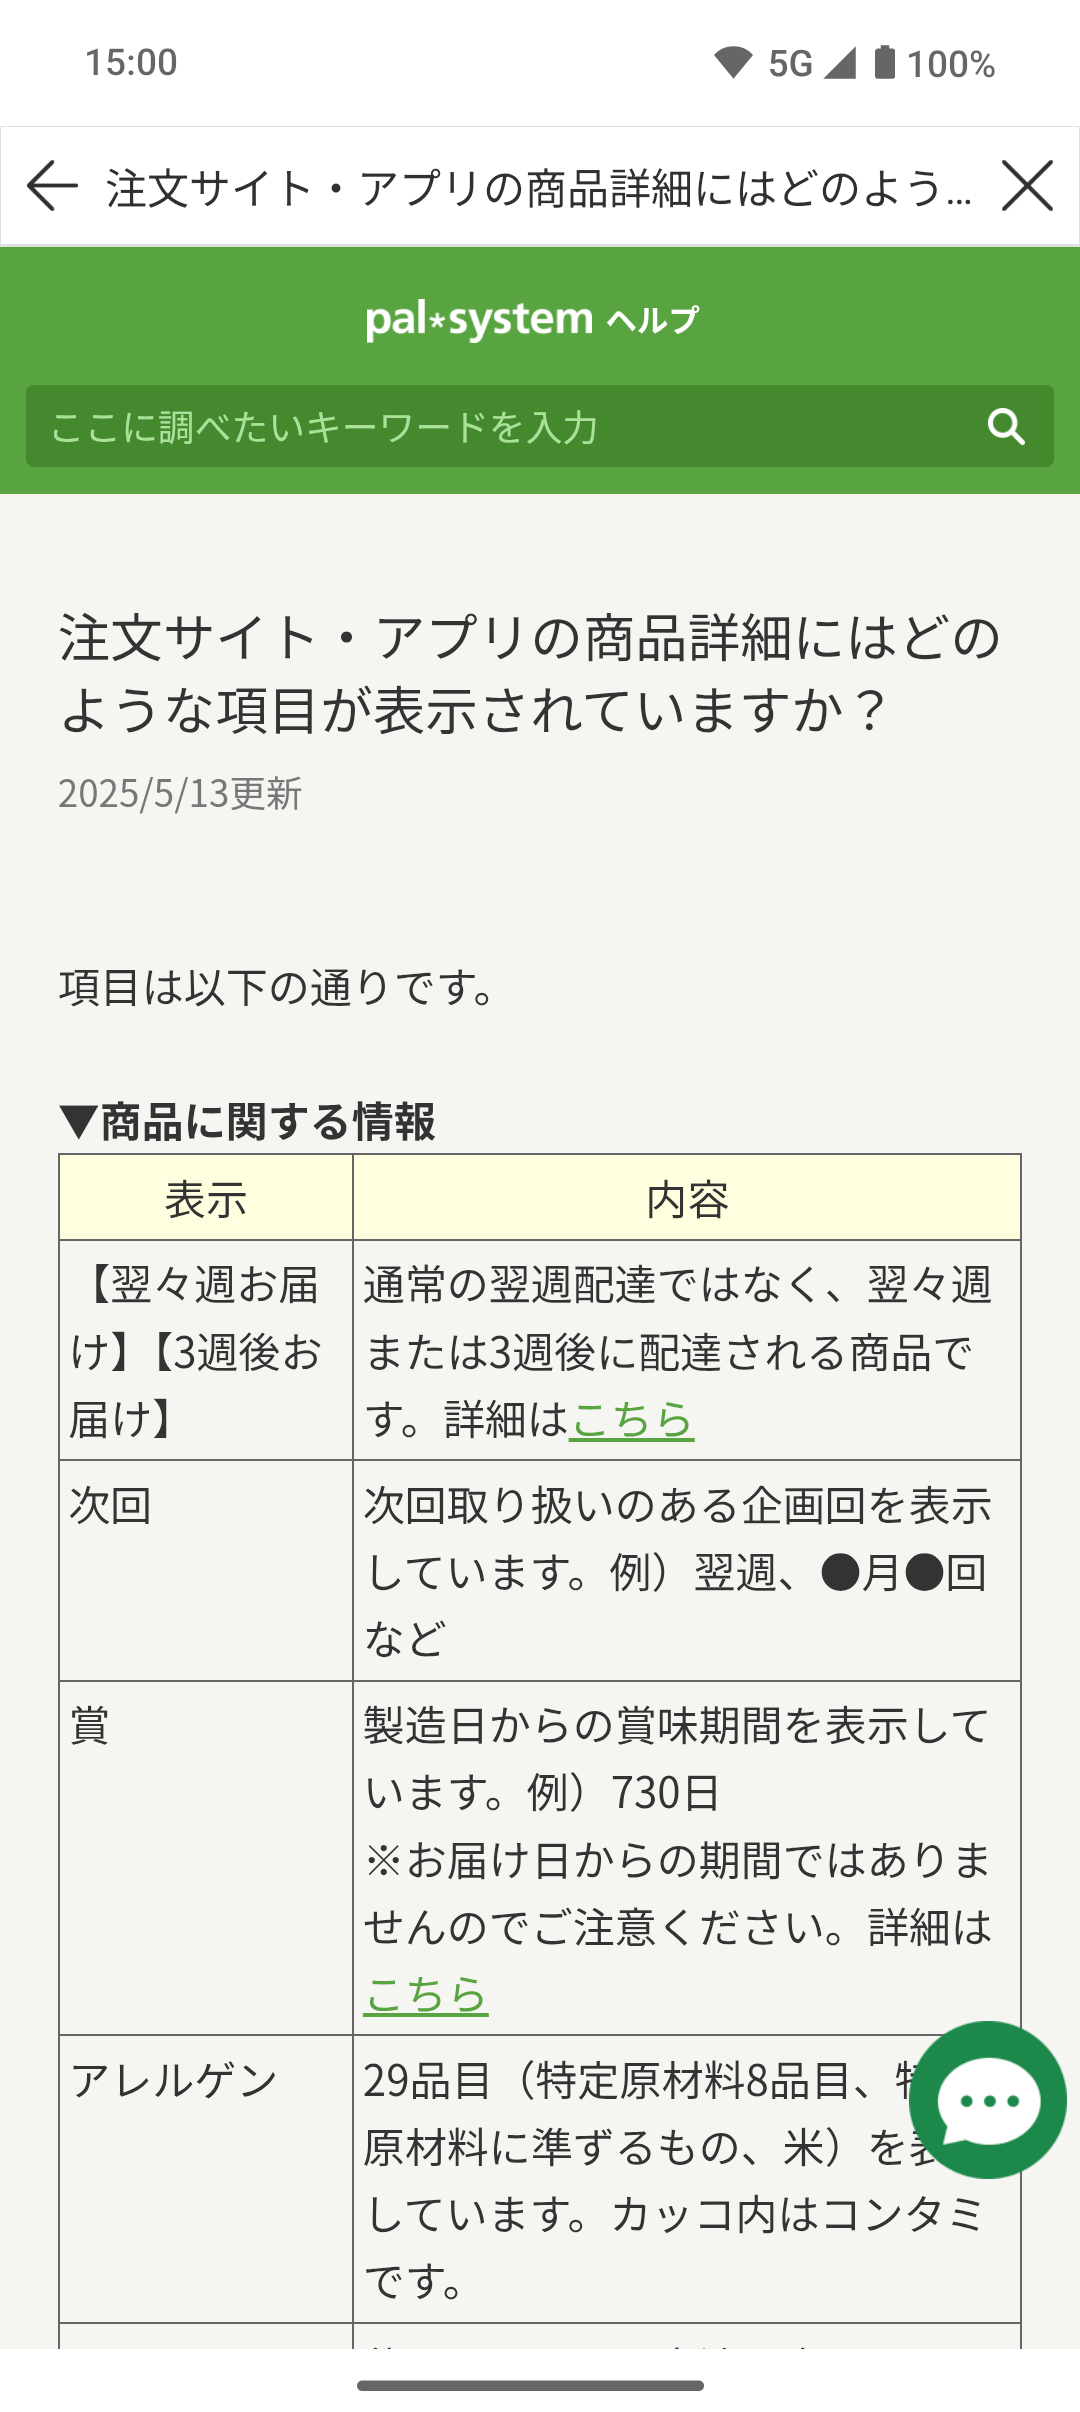 15:00
5G 100%
注文サイト・アプリの商品詳細にはどのよう...
pal*system ヘルプ
ここに調べたいキーワードを入力
注文サイト・アプリの商品詳細にはどの
ような項目が表示されていますか？
2025/5/13更新
項目は以下の通りです。
▼商品に関する情報
表示
内容
【翌々週お届
け】【3週後お
届け】
通常の翌週配達ではなく、翌々週
または3週後に配達される商品で
す。詳細はこちら
次回
次回取り扱いのある企画回を表示
しています。例）翌週、●月●回
など
賞
製造日からの賞味期間を表示して
います。例）730日
※お届け日からの期間ではありま
せんのでご注意ください。詳細は
こちら
アレルゲン
29品目（特定原材料8品目、
原材料に準ずるもの、米）を
しています。カッコ内はコンタミ
です。